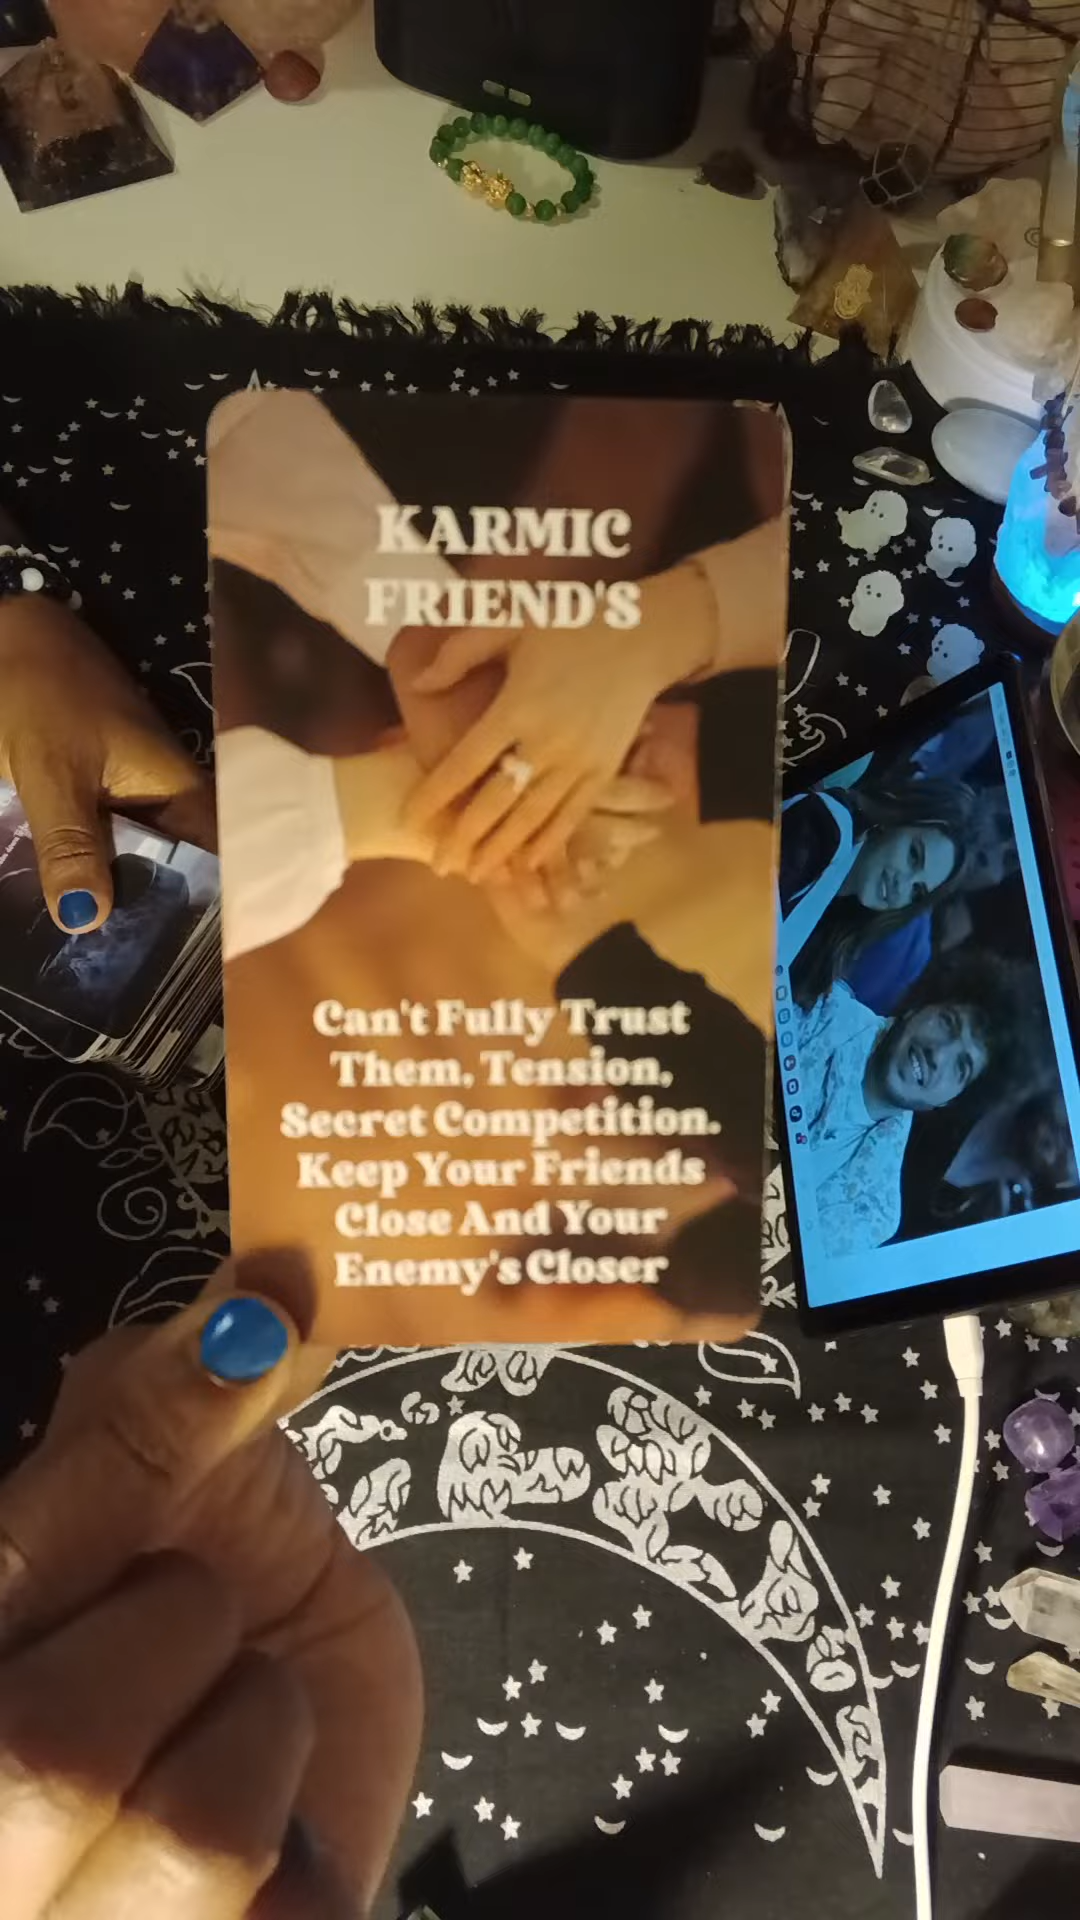 KARMIC
FRIEND'S
Can't Fully Trust
Them, Tension,
Secret Competition.
Keep Your Friends
Close And Your
Enemy's Closer